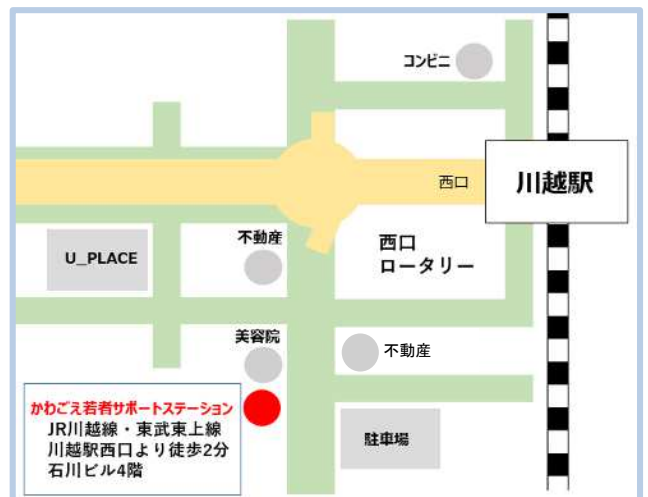 コンビニ
西口
川越駅
不動産
西口
ロータリー
U_PLACE
美容院
不動産
かわごえ若者サポートステーション
JR川越線・東武東上線
川越駅西口より徒歩2分
石川ビル4階
駐車場